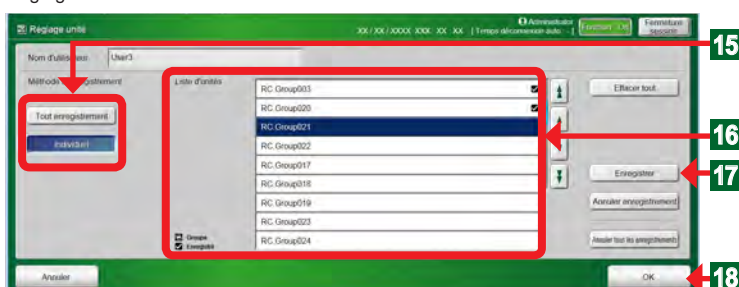 Réglage unité
XX / XX / XXXX XXX XX : XX [Temps déconnexion auto : - ]
Administrator
Fermeture session
Nom d'utilisateur
User3
15
Méthode d'enregistrement
Liste d'unités
RC.Group003
Effacer tout
Tout enregistrement
RC.Group020
RC.Group021
16
Individuel
RC.Group022
RC.Group017
Enregistrer
17
RC.Group018
RC.Group019
Annuler enregistrement
RC.Group023
Groupe
Enregistré
RC.Group024
Annuler tous les enregistrements
Annuler
OK
18